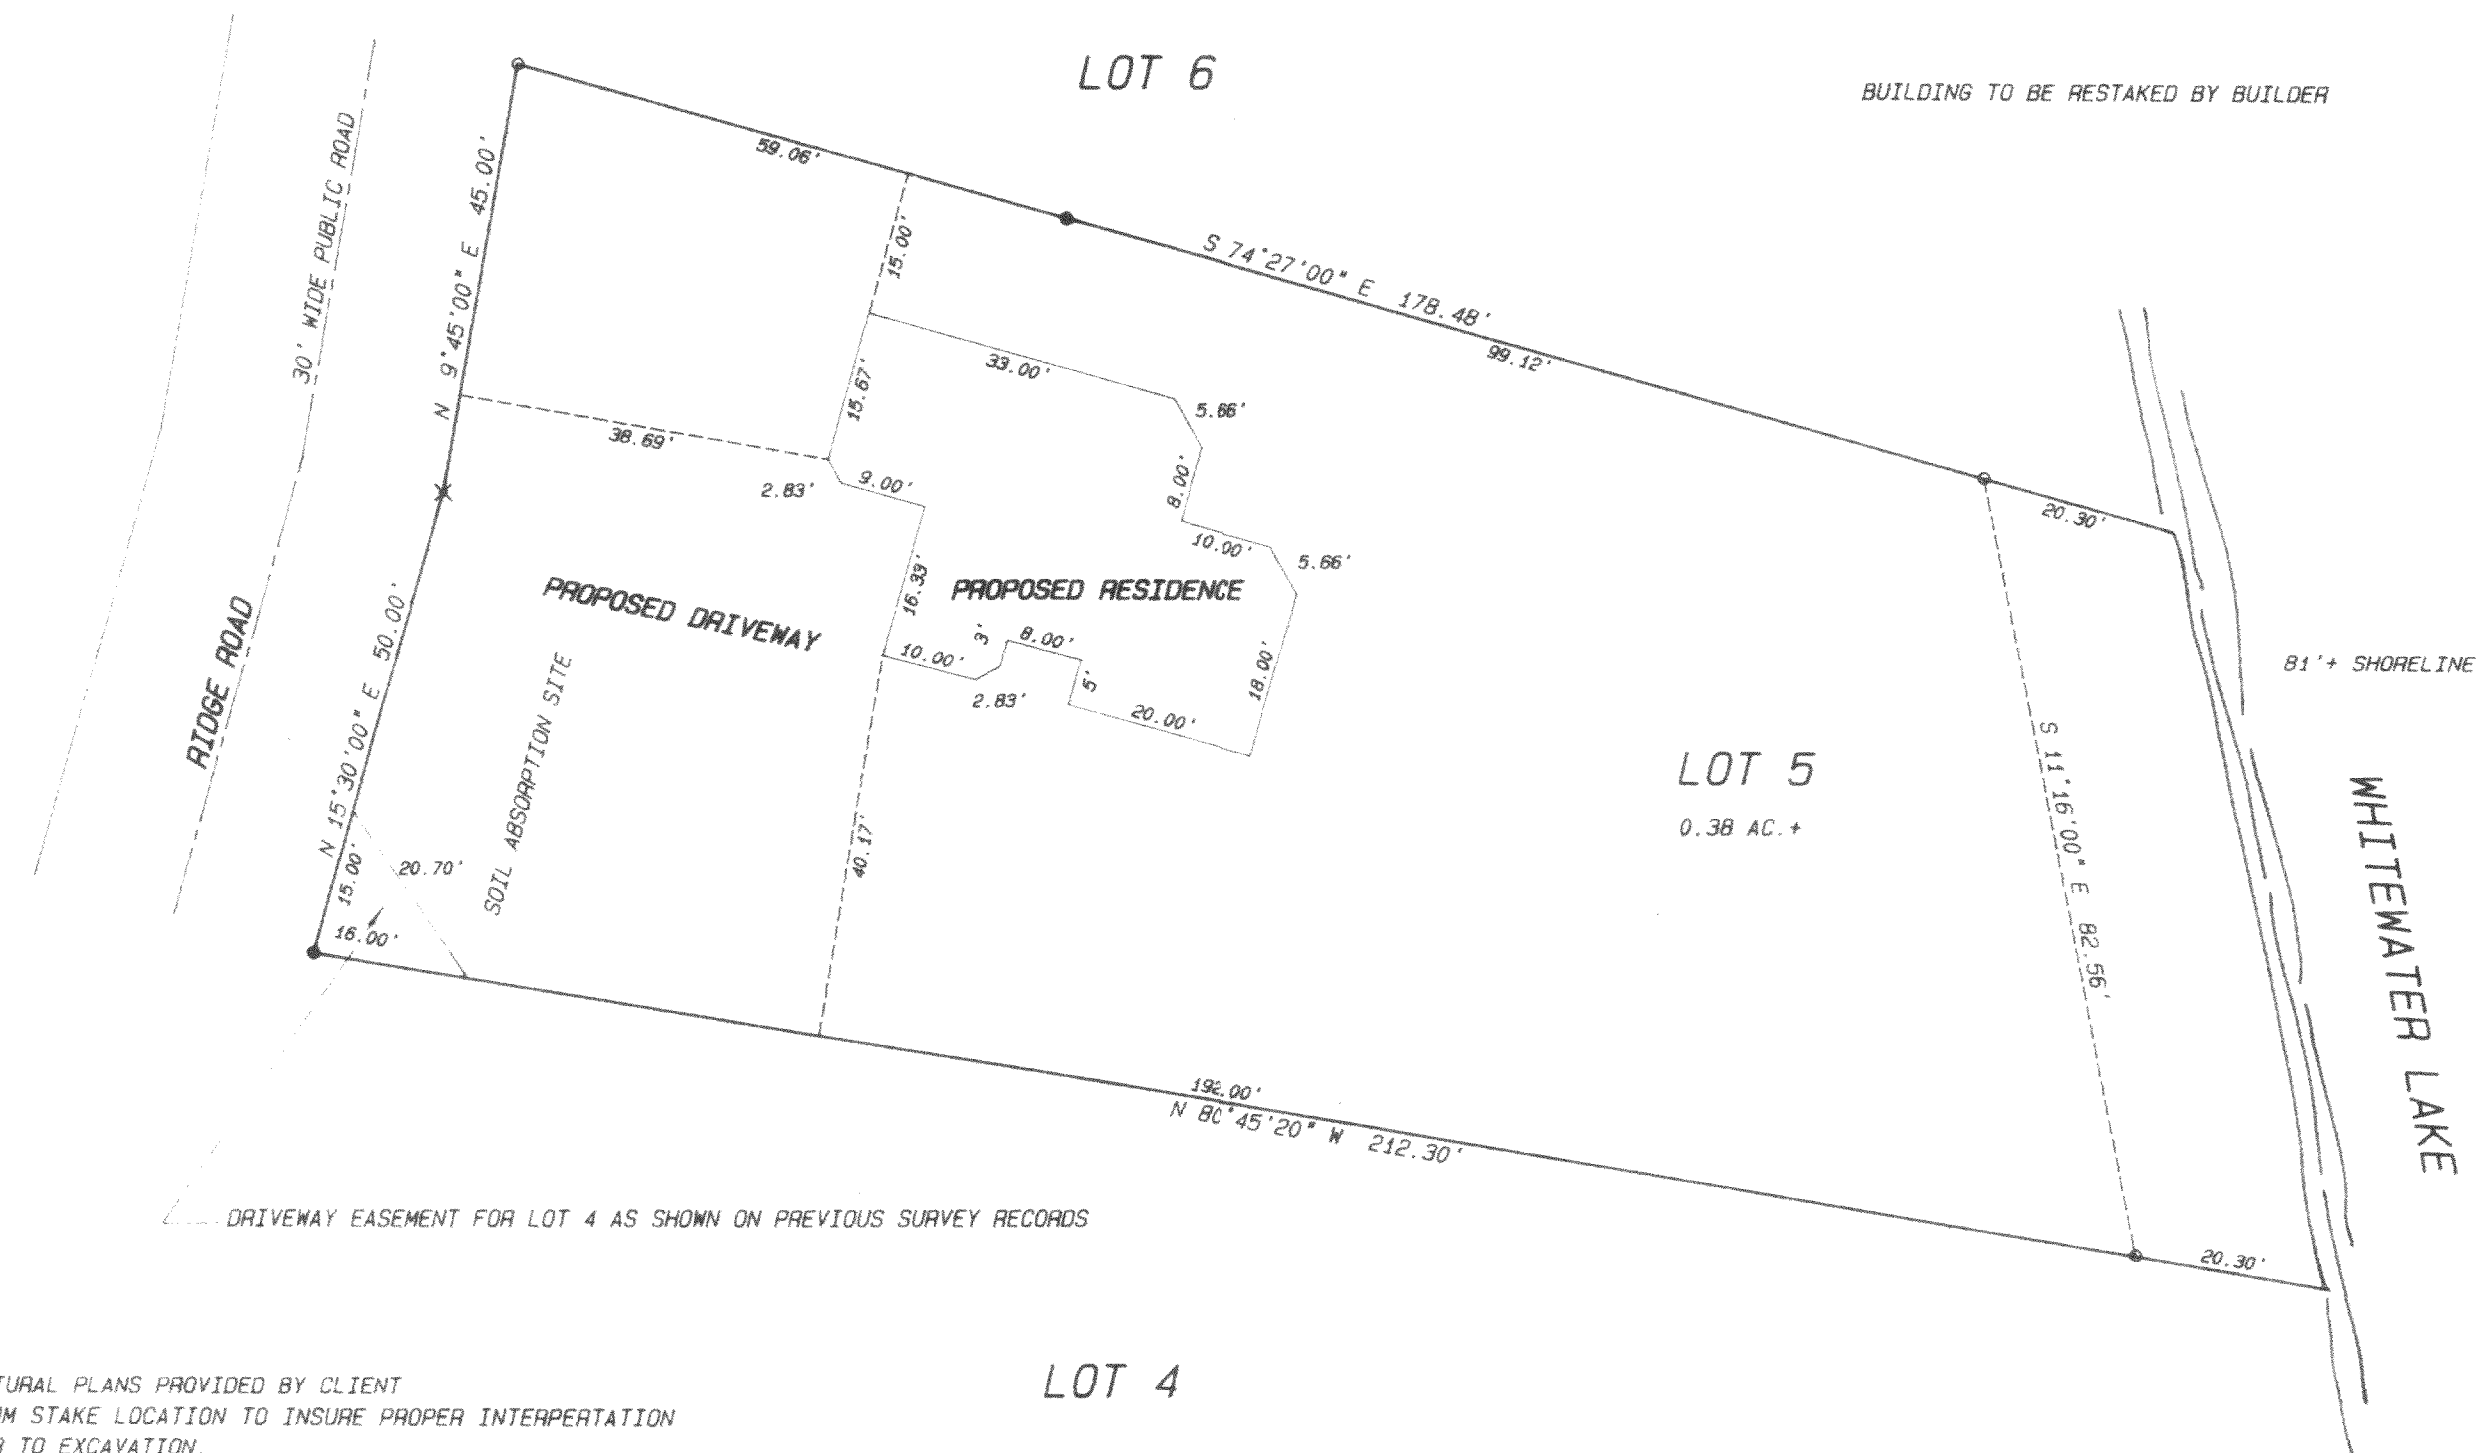 LOT 6
BUILDING TO BE RESTAKED BY BUILDER
59.06'
30' WIDE PUBLIC ROAD
N 9°45'00" E 45.00'
15.00'
S 74°27'00" E 178.48'
99.12'
33.00'
5.66'
15.67'
38.69'
2.83'
9.00'
8.00'
10.00'
5.66'
20.30'
PROPOSED DRIVEWAY
16.33'
PROPOSED RESIDENCE
10.00'
3'
8.00'
2.83'
5'
20.00'
18.00'
RIDGE ROAD
N 15°30'00" E 50.00'
SOIL ABSORPTION SITE
81'+ SHORELINE
S 11°16'00" E 82.56'
LOT 5
0.38 AC.+
WHITEWATER LAKE
15.00'
20.70'
16.00'
40.17'
192.00'
N 80°45'20" W 212.30'
20.30'
DRIVEWAY EASEMENT FOR LOT 4 AS SHOWN ON PREVIOUS SURVEY RECORDS
LOT 4
TURAL PLANS PROVIDED BY CLIENT
OM STAKE LOCATION TO INSURE PROPER INTERPERTATION
R TO EXCAVATION.